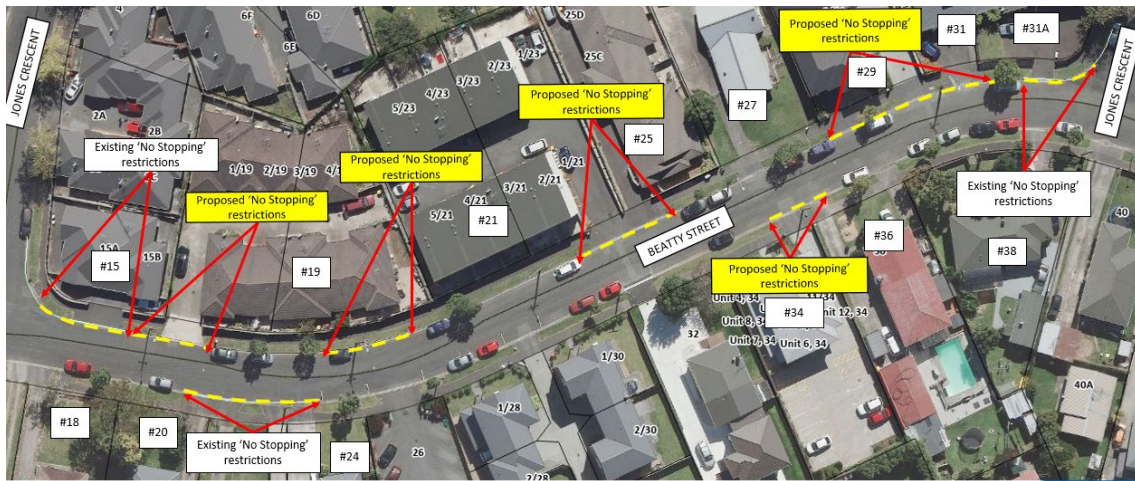 JONES CRESCENT
4
6F
6D
6E
2A
2B
5/23
4/23
3/23
2/23
1/23
25D
25C
Proposed 'No Stopping'
restrictions
#31
#31A
#29
JONES CRESCENT
Existing 'No Stopping'
restrictions
1/19
2/19
3/19
Proposed 'No Stopping'
restrictions
Proposed 'No Stopping'
restrictions
#27
#25
1/21
2/21
3/21
4/21
5/21
#21
Proposed 'No Stopping'
restrictions
15A
15B
#15
#19
BEATTY STREET
Existing 'No Stopping'
restrictions
#36
#38
40
Proposed 'No Stopping'
restrictions
Unit 12, 34
Unit 8, 34
#34
Unit 7, 34
Unit 6, 34
32
1/30
2/30
1/28
2/28
26
#18
#20
Existing 'No Stopping'
restrictions
#24
40A